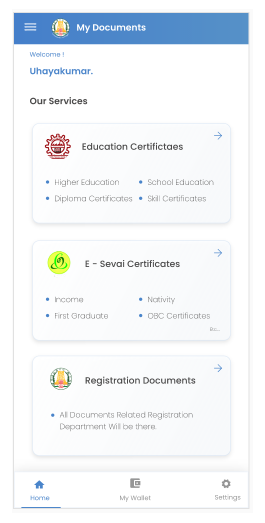 My Documents
Welcome !
Uhayakumar.
Our Services
Education Certifictaes
Higher Education
School Education
Diploma Certificates
Skill Certificates
E - Sevai Certificates
Income
Nativity
First Graduate
OBC Certificates
Registration Documents
All Documents Related Registration
Department Will be there.
Home
My Wallet
Settings